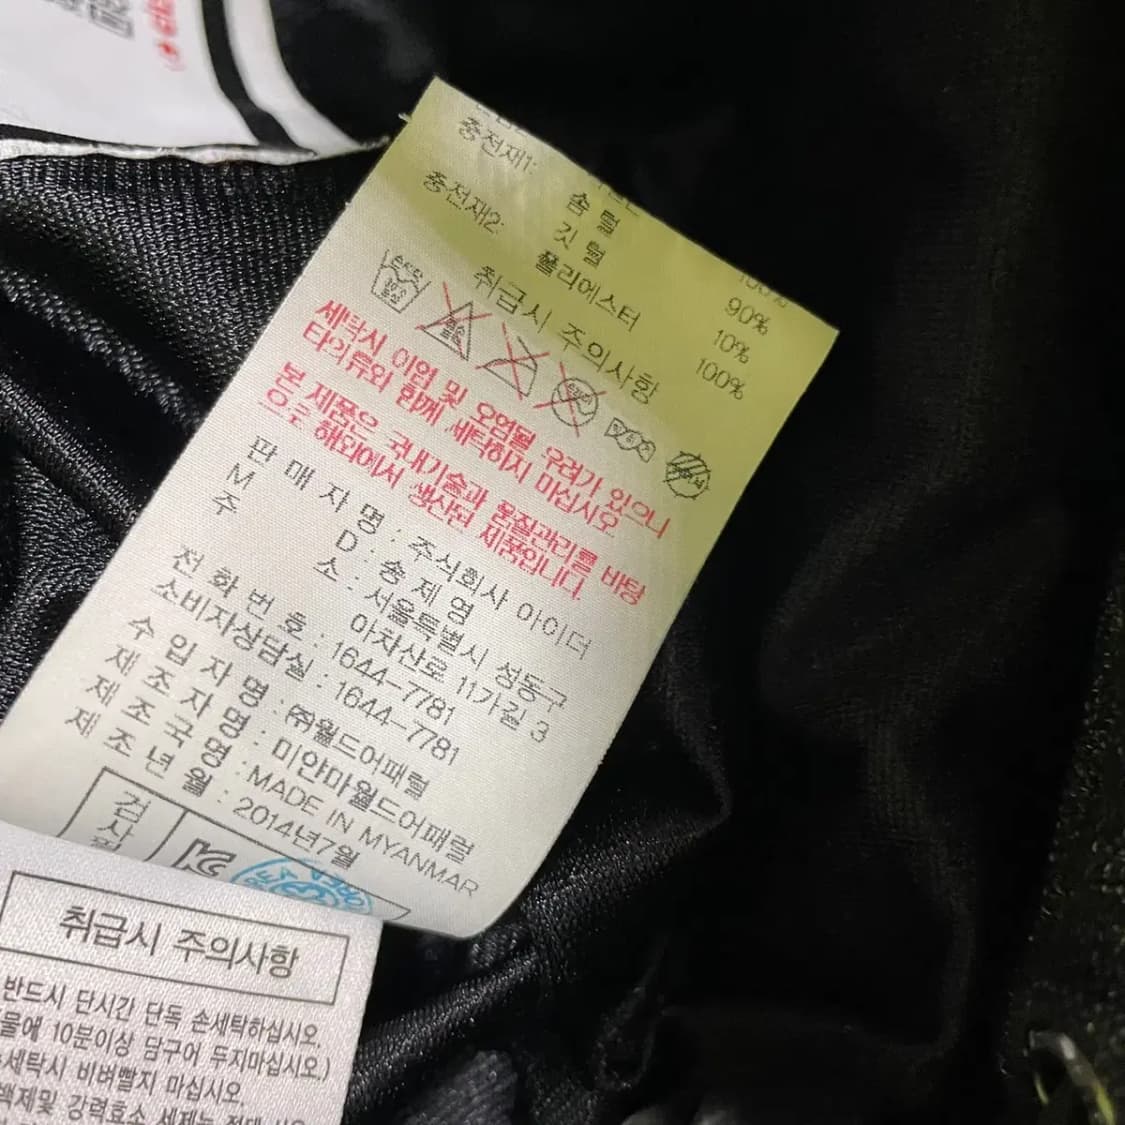 충전재1: 솜 털 90%
깃 털 10%
충전재2: 폴리에스터 100%
취급시 주의사항
세탁시 이염 및 오염될 우려가 있으니
타의류와 함께 세탁하지 마십시오
본 제품은 국내기술과 품질관리를 바탕
으로 해외에서 생산된 제품입니다.
판 매 자 명 : 주식회사 아이더
M D : 송 제 영
주 소 : 서울특별시 성동구
아차산로 11가길 3
전 화 번 호 : 1644-7781
소비자상담실 : 1644-7781
수 입 자 명 : ㈜월드어패럴
제 조 자 명 : 미얀마월드어패럴
제 조 국 명 : MADE IN MYANMAR
제 조 년 월 : 2014년7월
검
사
취급시 주의사항
반드시 단시간 단독 손세탁하십시오.
물에 10분이상 담구어 두지마십시오.)
세탁시 비벼빨지 마십시오.
강력효소 세제는